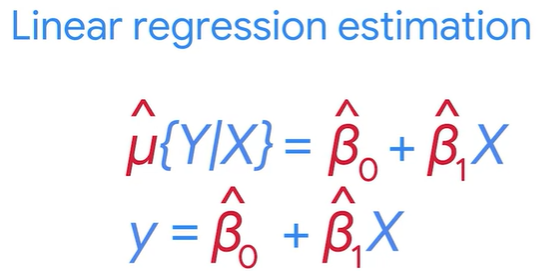 Linear regression estimation
μ̂{Y|X} = β̂₀ + β̂₁X
y = β̂₀ + β̂₁X